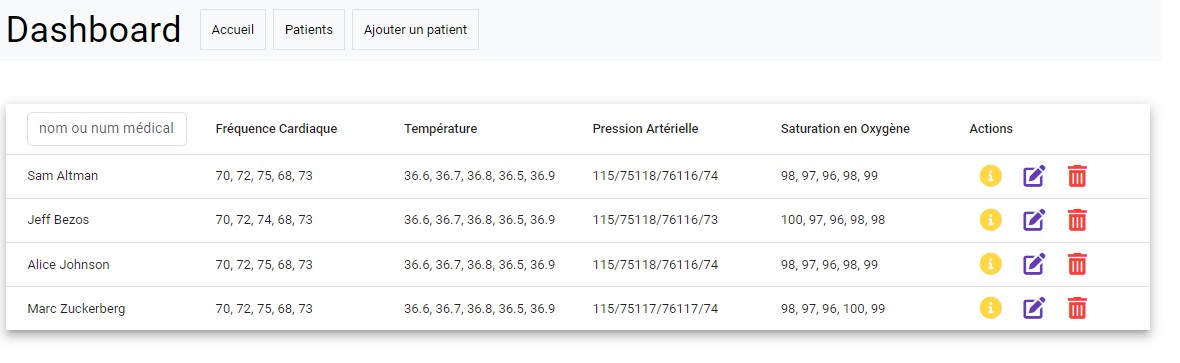 Dashboard Accueil Patients Ajouter un patient
nom ou num médical Fréquence Cardiaque Température Pression Artérielle Saturation en Oxygène Actions
Sam Altman 70, 72, 75, 68, 73 36.6, 36.7, 36.8, 36.5, 36.9 115/75118/76116/74 98, 97, 96, 98, 99
Jeff Bezos 70, 72, 74, 68, 73 36.6, 36.7, 36.8, 36.5, 36.9 115/75118/76116/73 100, 97, 96, 98, 98
Alice Johnson 70, 72, 75, 68, 73 36.6, 36.7, 36.8, 36.5, 36.9 115/75118/76116/74 98, 97, 96, 98, 99
Marc Zuckerberg 70, 72, 75, 68, 73 36.6, 36.7, 36.8, 36.5, 36.9 115/75117/76117/74 98, 97, 96, 100, 99